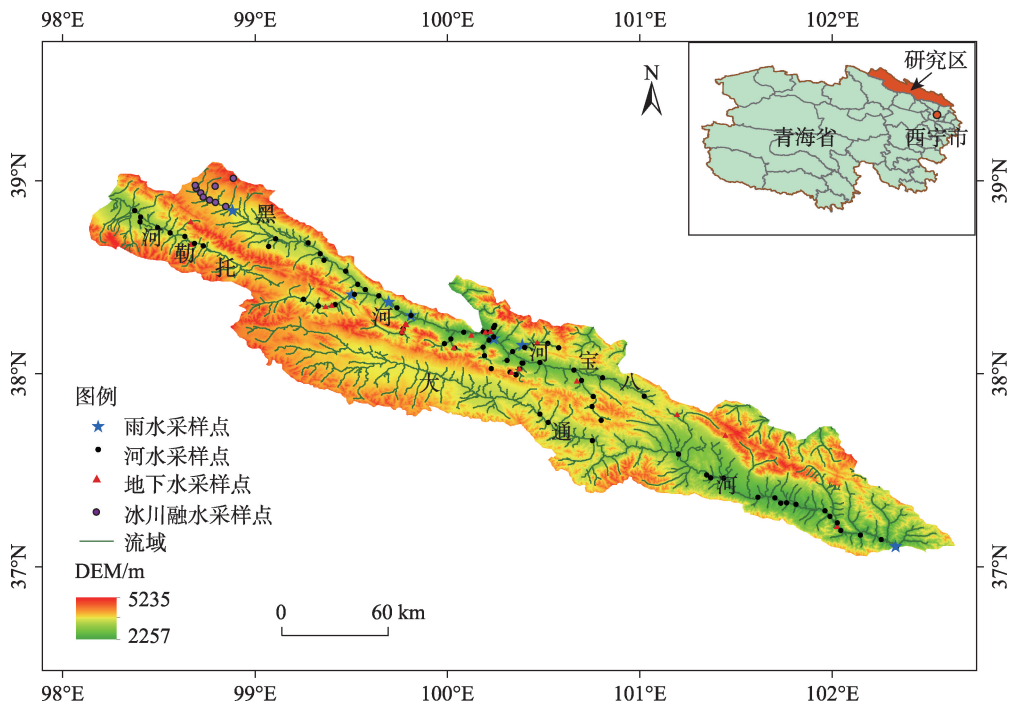 98°E 99°E 100°E 101°E 102°E
研究区
青海省 西宁市
N
39°N 39°N
38°N 38°N
37°N 37°N
黑
河
托
勒
河
河
八
宝
河
大
通
河
图例
雨水采样点
河水采样点
地下水采样点
冰川融水采样点
流域
DEM/m
5235
2257
0 60 km
98°E 99°E 100°E 101°E 102°E